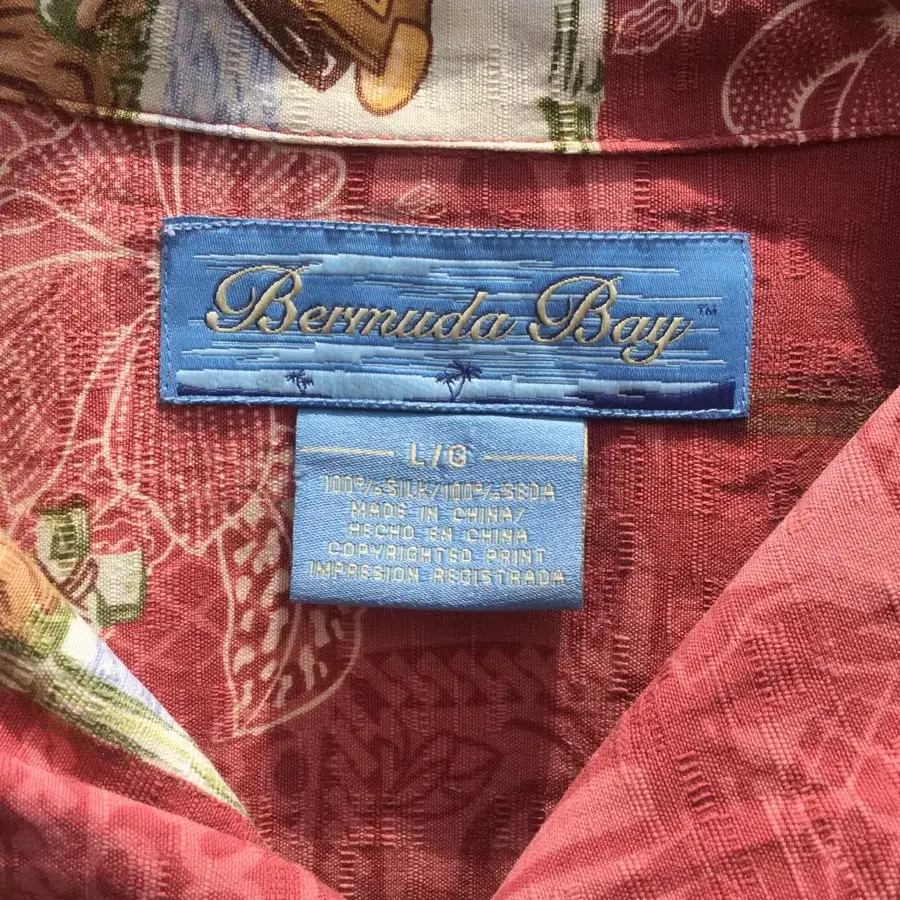 Bermuda Bay™
L/G
100% SILK/100% SEDA
MADE IN CHINA/
HECHO EN CHINA
COPYRIGHTED PRINT
IMPRESION REGISTRADA